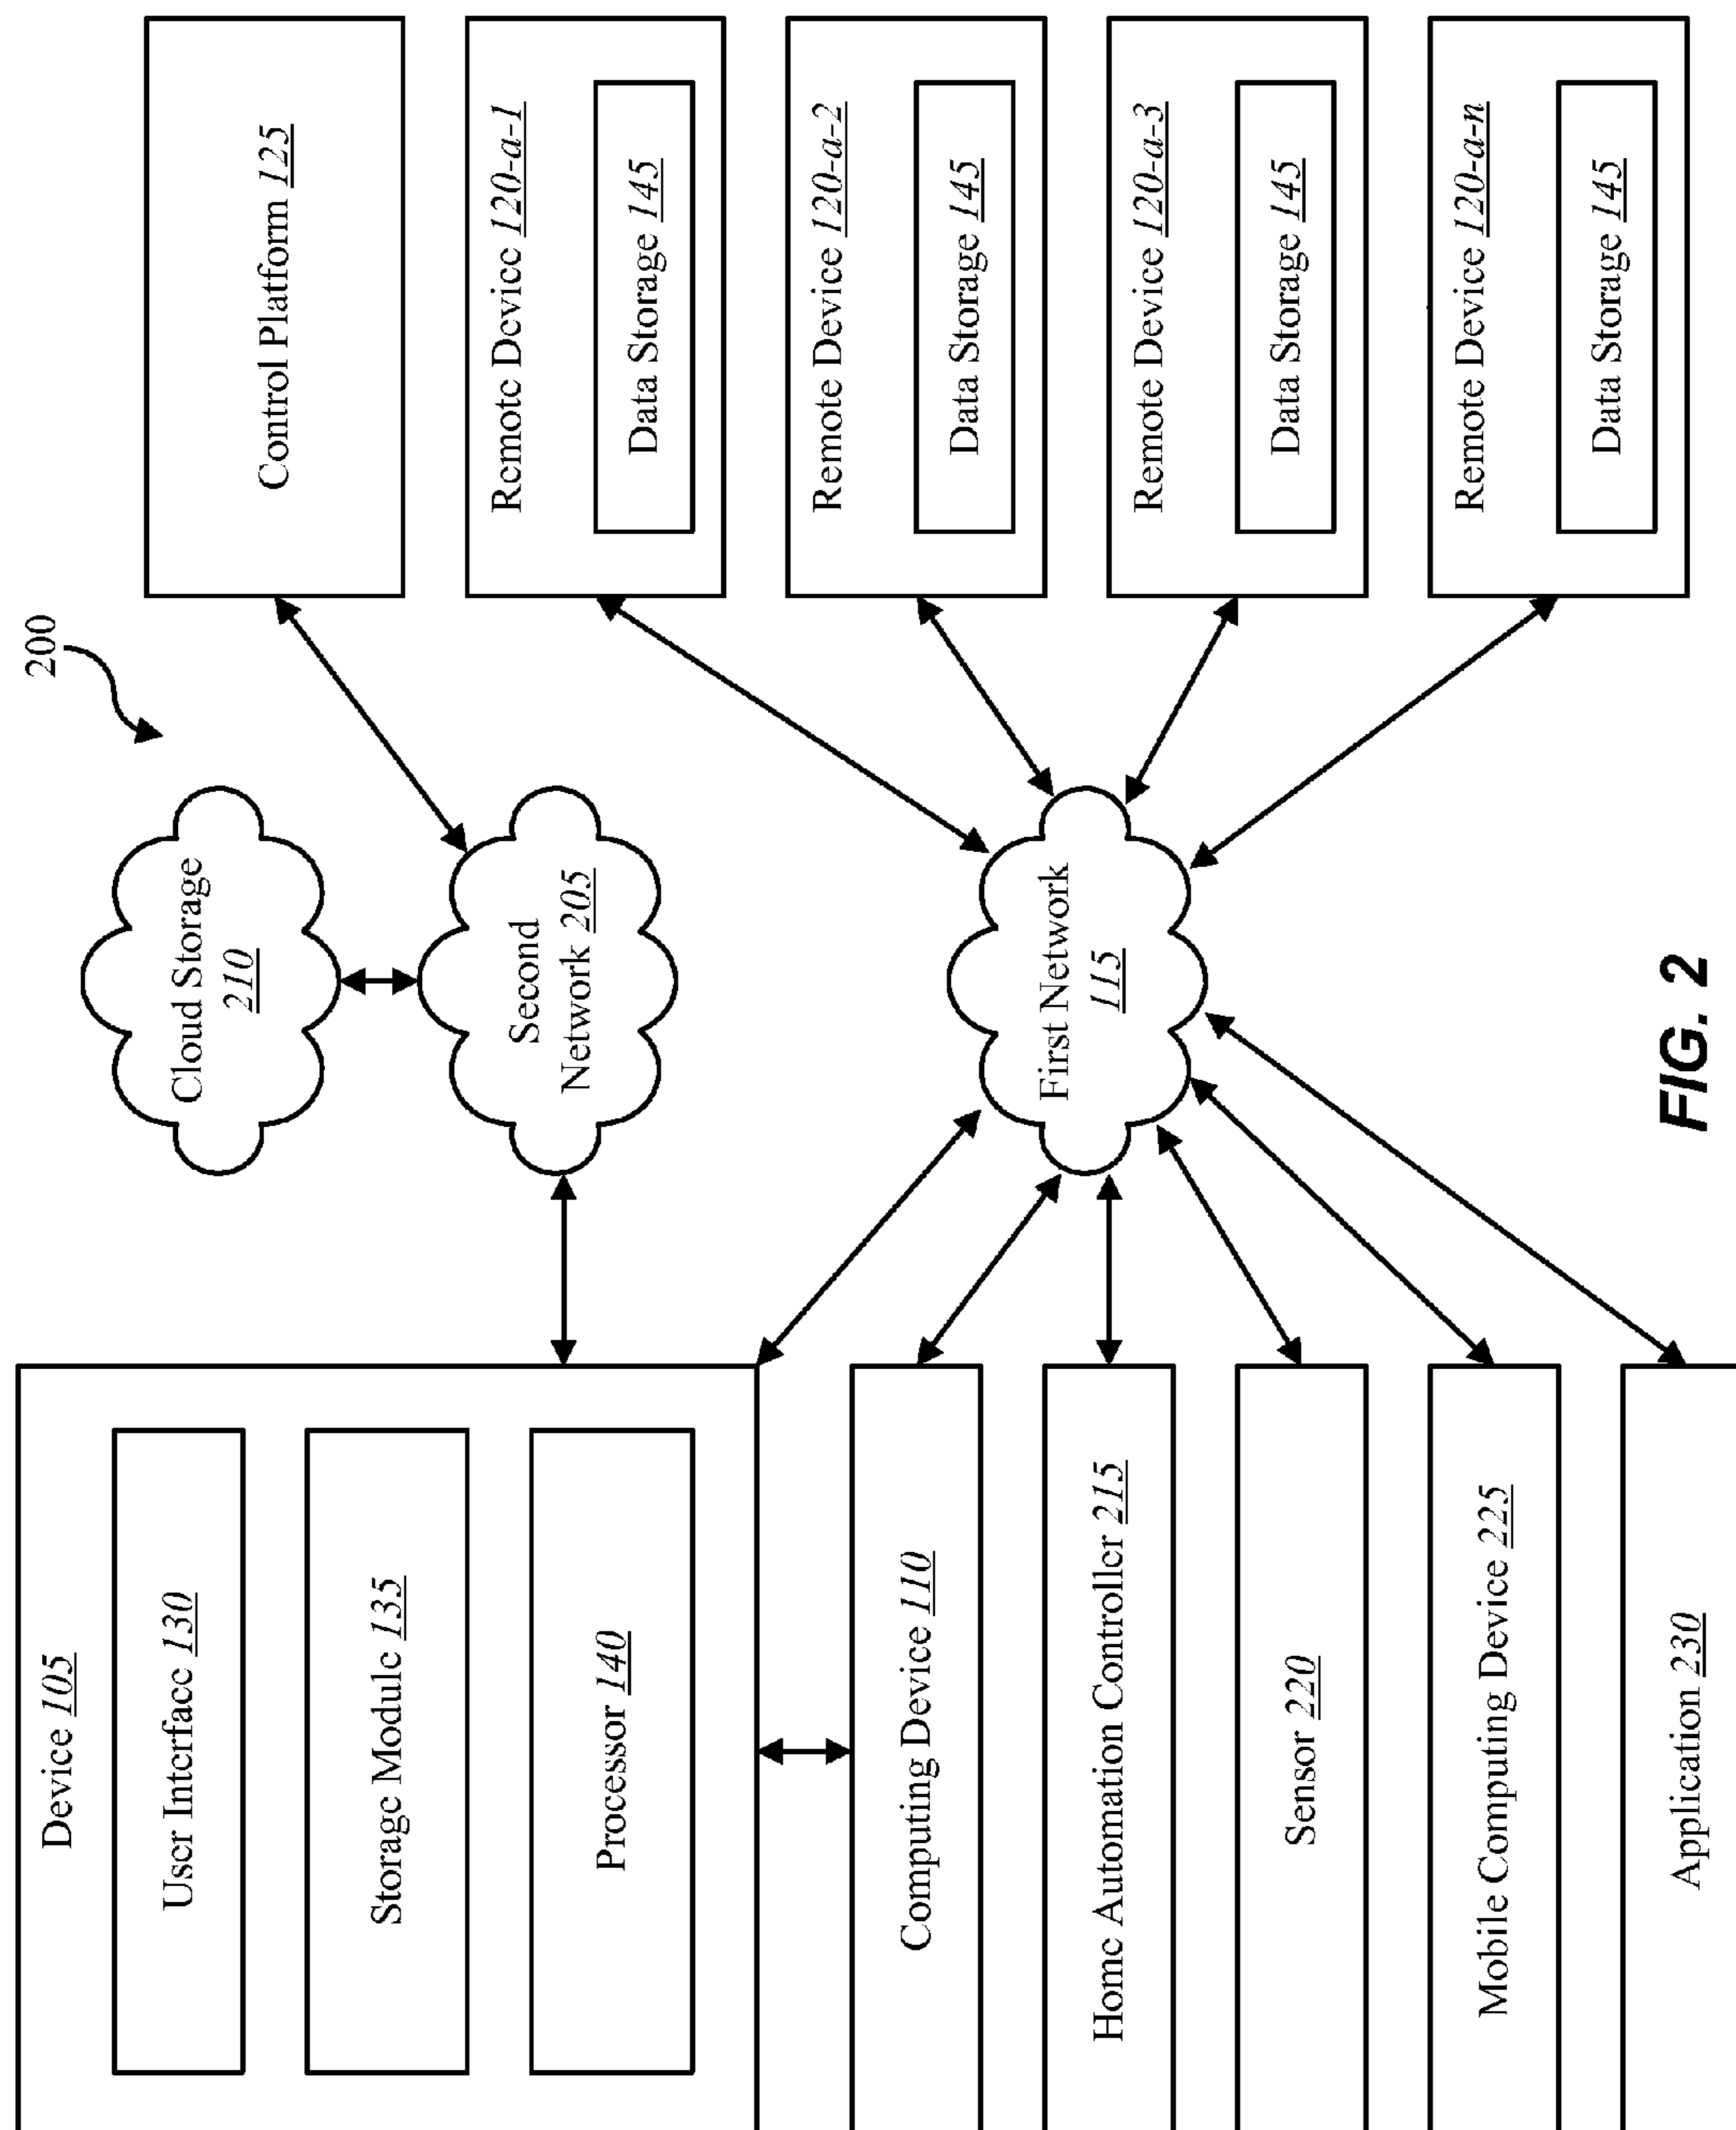 200
Device 105
User Interface 130
Storage Module 135
Processor 140
Computing Device 110
Home Automation Controller 215
Sensor 220
Mobile Computing Device 225
Application 230
Cloud Storage
210
Second
Network 205
First Network
115
Control Platform 125
Remote Device 120-a-1
Data Storage 145
Remote Device 120-a-2
Data Storage 145
Remote Device 120-a-3
Data Storage 145
Remote Device 120-a-n
Data Storage 145
FIG. 2